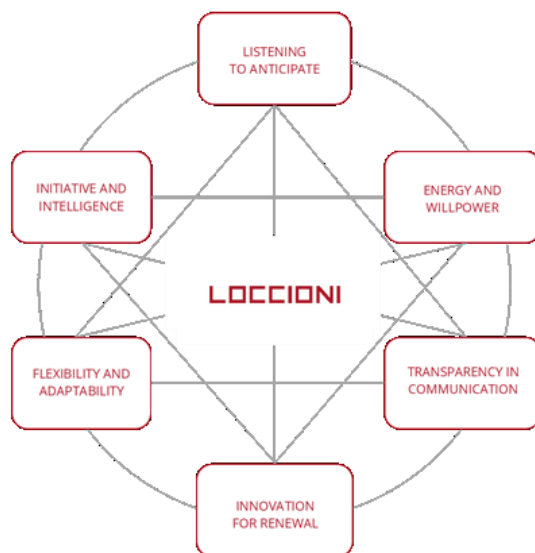 LISTENING
TO ANTICIPATE
INITIATIVE AND
INTELLIGENCE
ENERGY AND
WILLPOWER
LOCCIONI
FLEXIBILITY AND
ADAPTABILITY
TRANSPARENCY IN
COMMUNICATION
INNOVATION
FOR RENEWAL